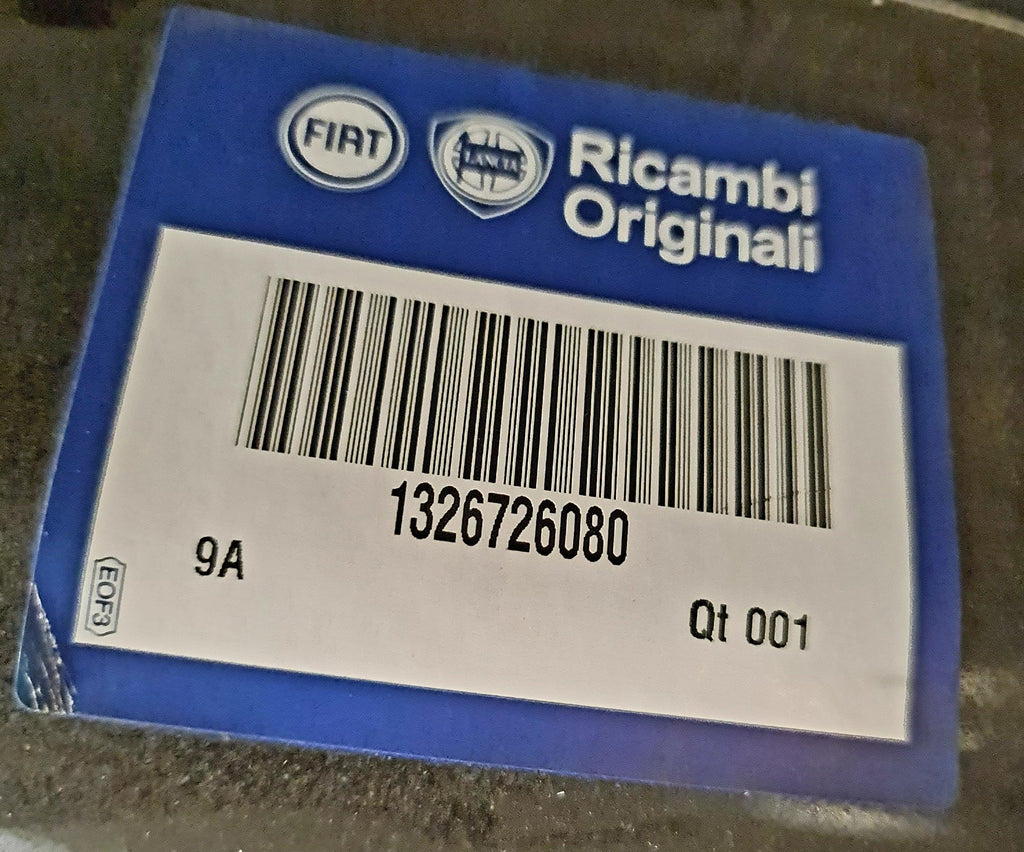 FIAT
LANCIA
Ricambi
Originali
1326726080
9A
EOF3
Qt 001